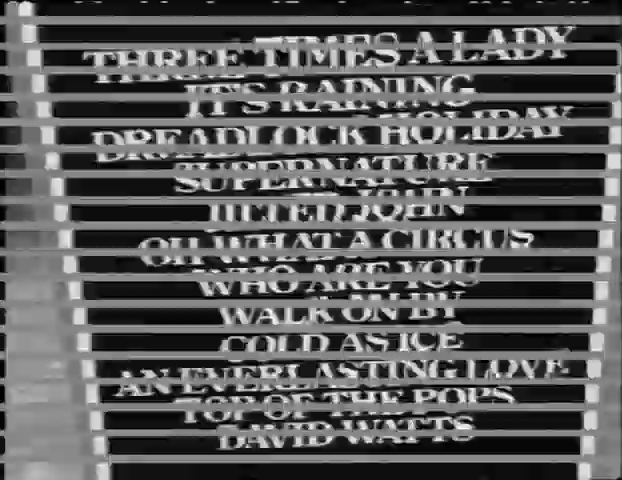 THREE TIMES A LADY
IT'S RAINING
DREADLOCK HOLIDAY
SUPERNATURE
JILTED JOHN
OH WHAT A CIRCUS
WHO ARE YOU
WALK ON BY
COLD AS ICE
AN EVERLASTING LOVE
TOP OF THE POPS
DAVID WATTS